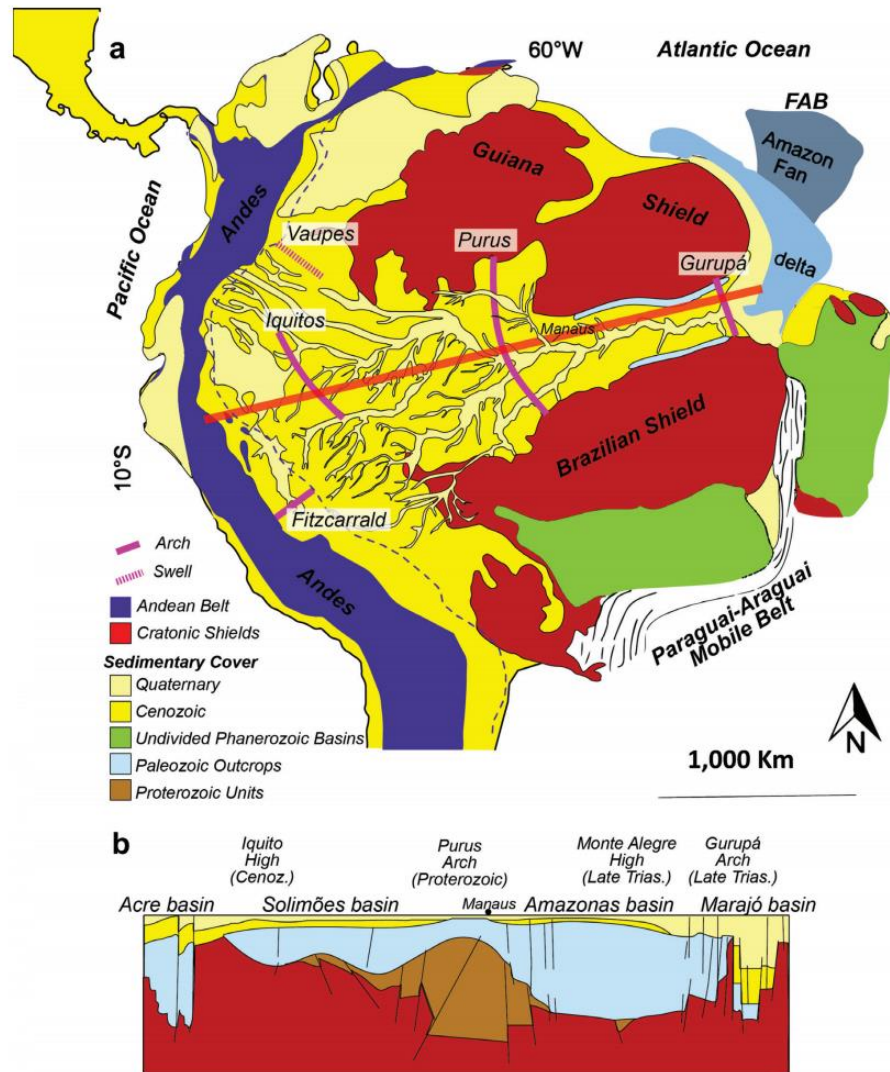 a
60°W
Atlantic Ocean
FAB
Amazon
Fan
Guiana
Andes
Pacific Ocean
Vaupes
Purus
Shield
Gurupá
delta
Iquitos
Manaus
Brazilian Shield
10°S
Fitzcarrald
Andes
Paraguai-Araguai
Mobile Belt
Arch
Swell
Andean Belt
Cratonic Shields
Sedimentary Cover
Quaternary
Cenozoic
Undivided Phanerozoic Basins
Paleozoic Outcrops
Proterozoic Units
N
1,000 Km
b
Iquito
High
(Cenoz.)
Purus
Arch
(Proterozoic)
Monte Alegre
High
(Late Trias.)
Gurupá
Arch
(Late Trias.)
Acre basin
Solimões basin
Manaus
Amazonas basin
Marajó basin